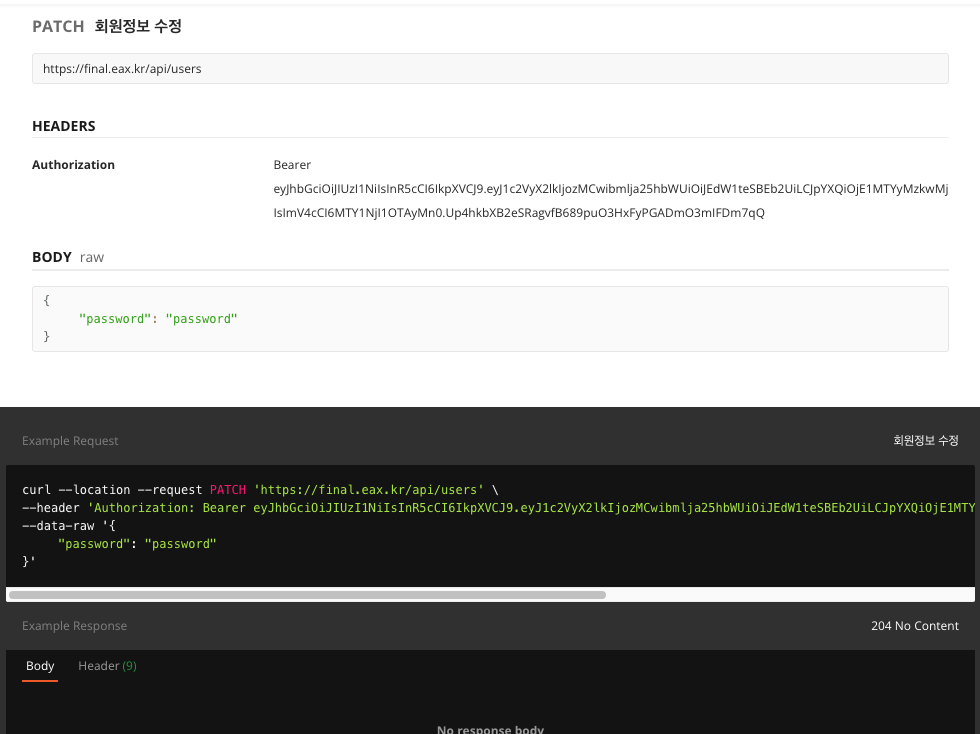 PATCH 회원정보 수정
https://final.eax.kr/api/users
HEADERS
Authorization
Bearer
eyJhbGciOiJIUzI1NiIsInR5cCI6IkpXVCJ9.eyJ1c2VyX2lkIjozMCwibmlja25hbWUiOiJEdW1teSBEb2UiLCJpYXQiOjE1MTYyMzkwMj
IsImV4cCI6MTY1NjI1OTAyMn0.Up4hkbXB2eSRagvfB689puO3HxFyPGADmO3mIFDm7qQ
BODY raw
{
"password": "password"
}
Example Request
회원정보 수정
curl --location --request PATCH 'https://final.eax.kr/api/users' \
--header 'Authorization: Bearer eyJhbGciOiJIUzI1NiIsInR5cCI6IkpXVCJ9.eyJ1c2VyX2lkIjozMCwibmlja25hbWUiOiJEdW1teSBEb2UiLCJpYXQiOjE1MTY
--data-raw '{
"password": "password"
}'
Example Response
204 No Content
Body
Header (9)
No response body